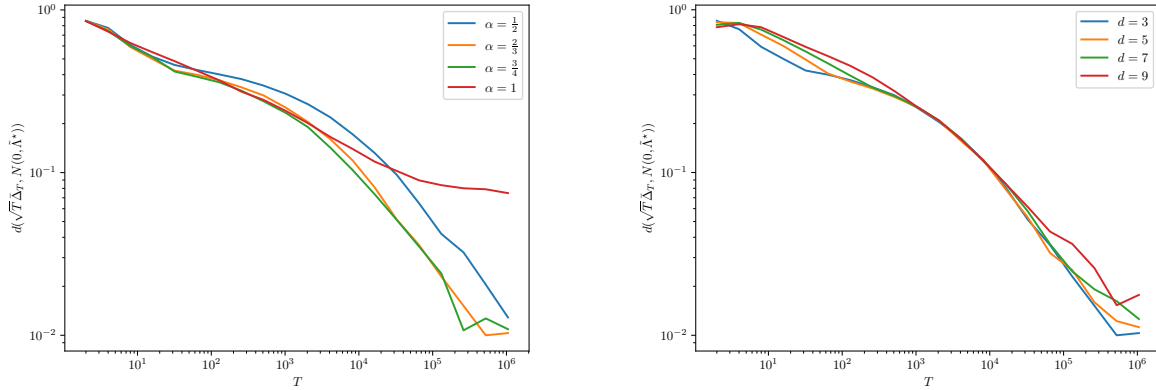 10⁰
10⁻¹
10⁻²
d(√T Δ̄_T, N(0, Λ̄*))
10¹ 10² 10³ 10⁴ 10⁵ 10⁶
T
α = 1/2
α = 2/3
α = 3/4
α = 1
10⁰
10⁻¹
10⁻²
d(√T Δ̄_T, N(0, Λ̄*))
10¹ 10² 10³ 10⁴ 10⁵ 10⁶
T
d = 3
d = 5
d = 7
d = 9